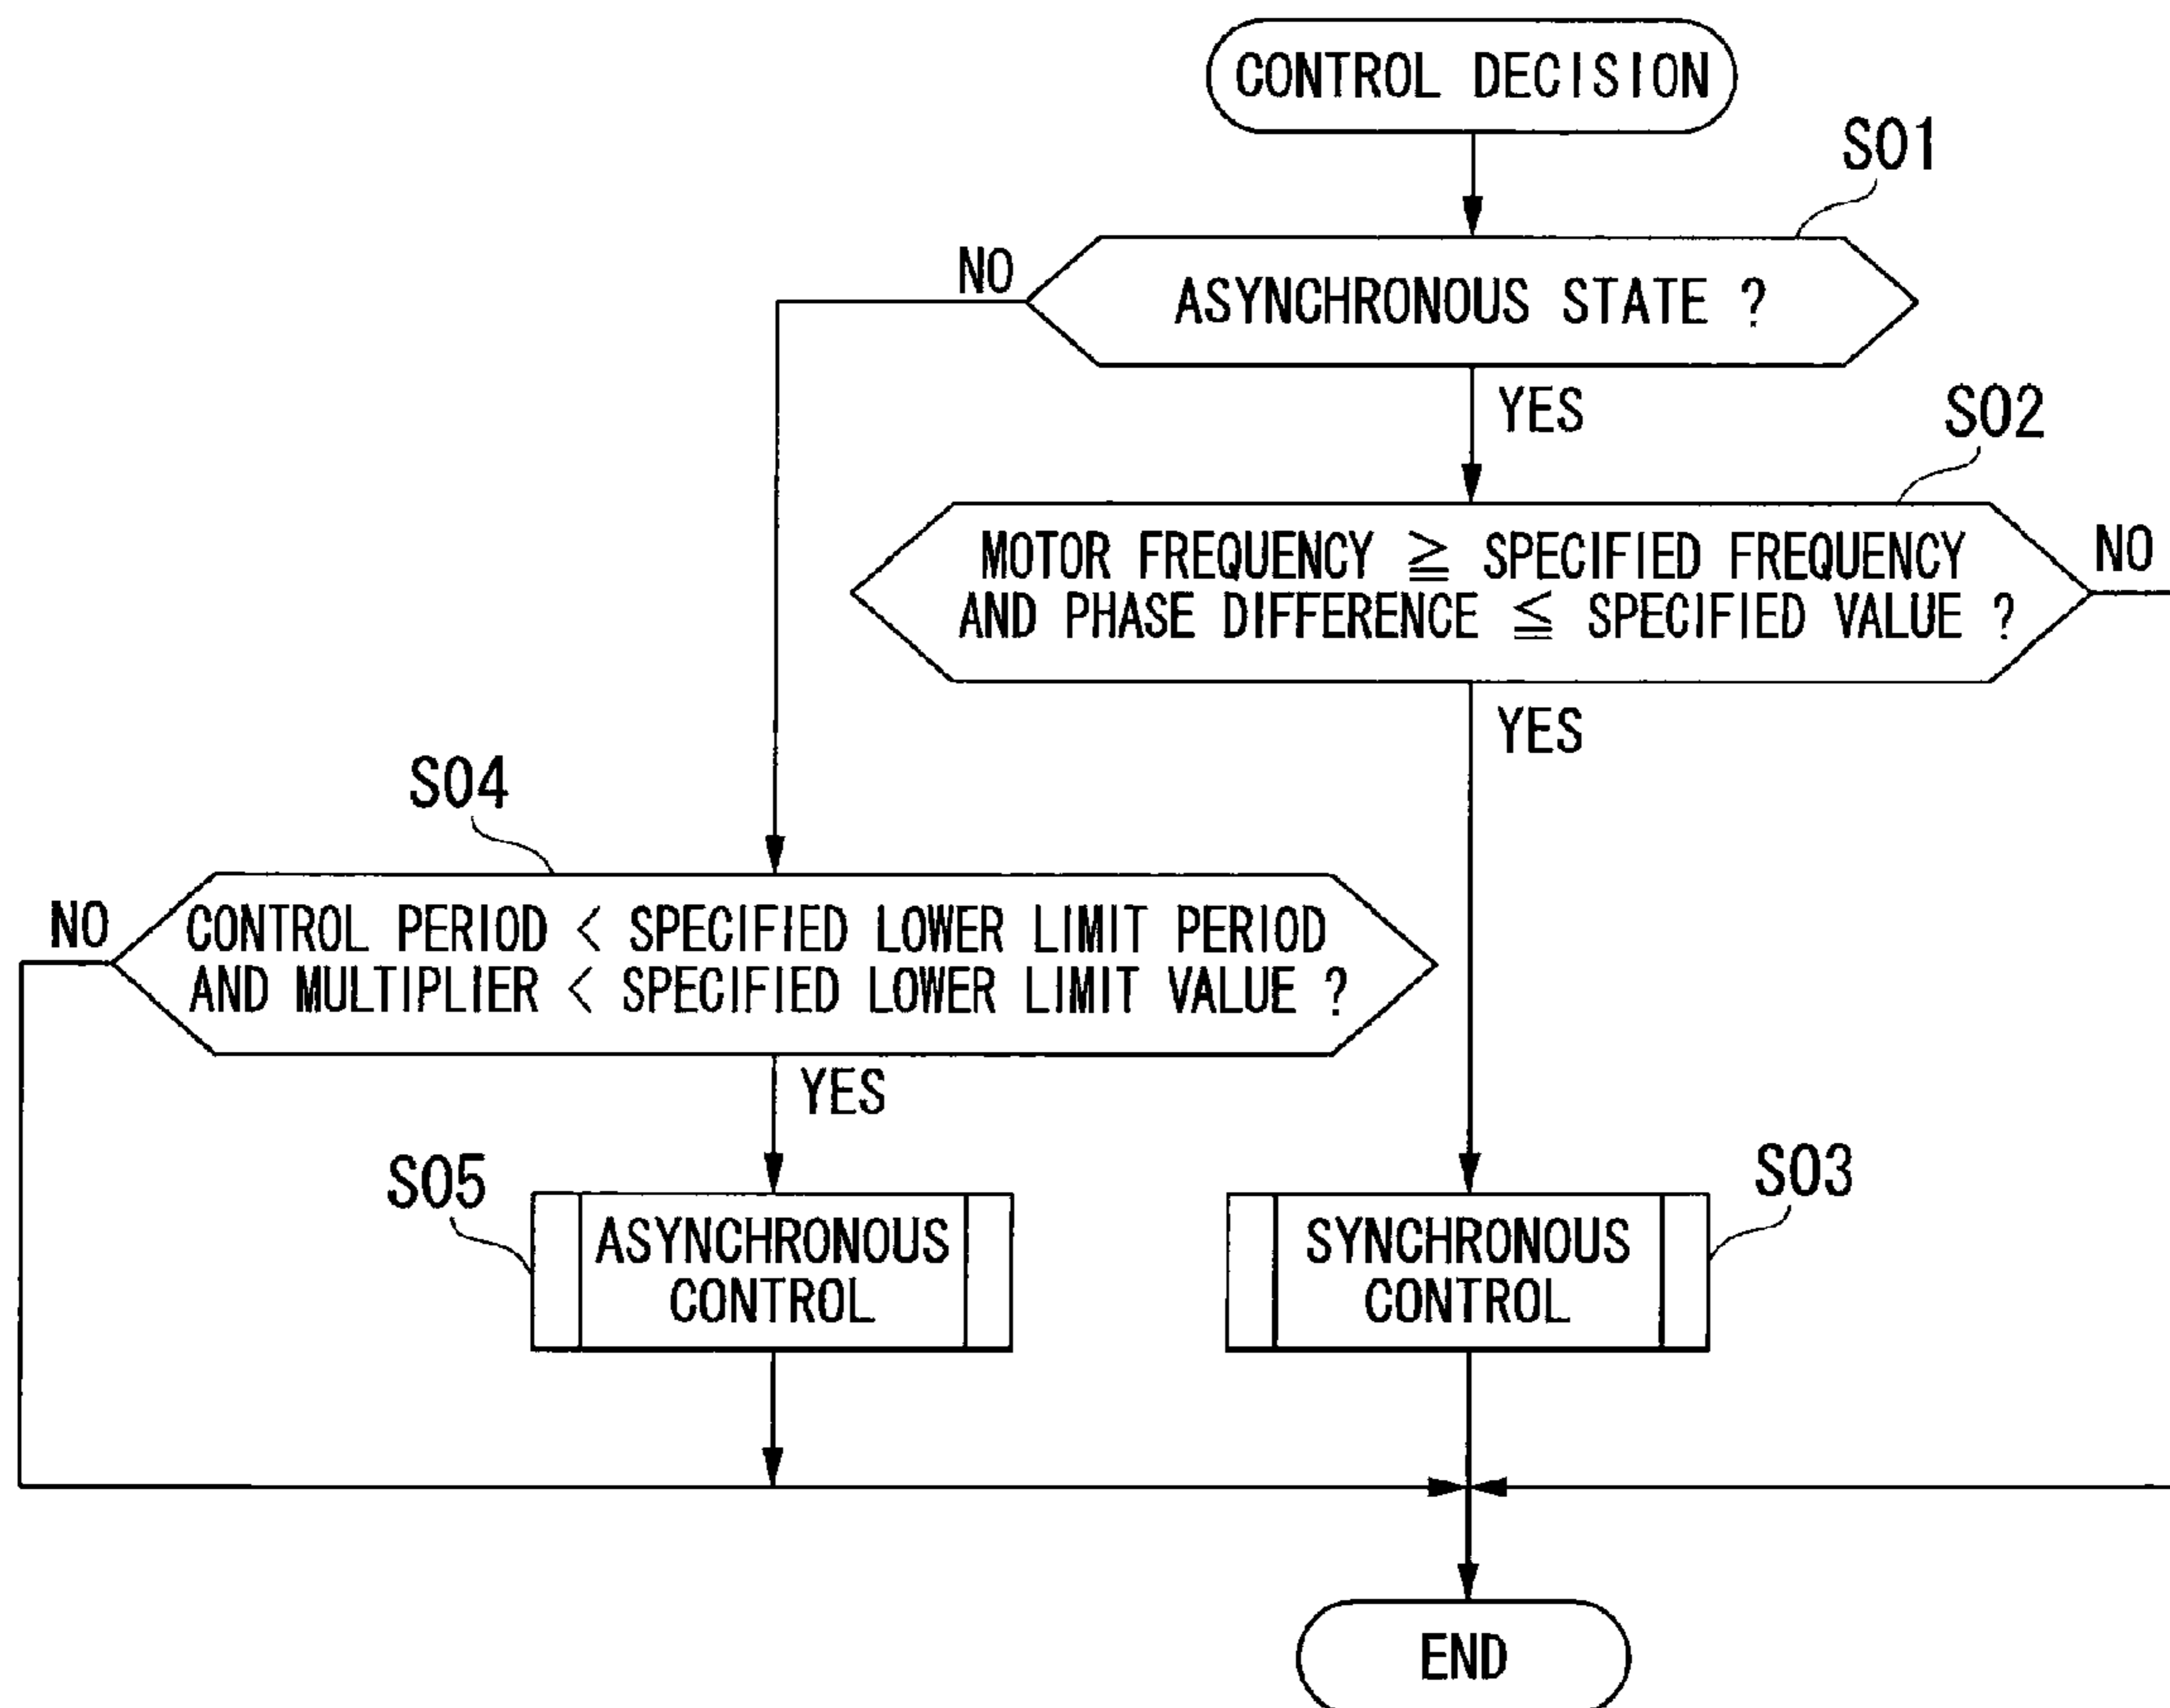 CONTROL DECISION
S01
NO
ASYNCHRONOUS STATE ?
YES
S02
MOTOR FREQUENCY ≧ SPECIFIED FREQUENCY
AND PHASE DIFFERENCE ≦ SPECIFIED VALUE ?
NO
YES
S04
NO
CONTROL PERIOD < SPECIFIED LOWER LIMIT PERIOD
AND MULTIPLIER < SPECIFIED LOWER LIMIT VALUE ?
YES
S05
ASYNCHRONOUS
CONTROL
S03
SYNCHRONOUS
CONTROL
END